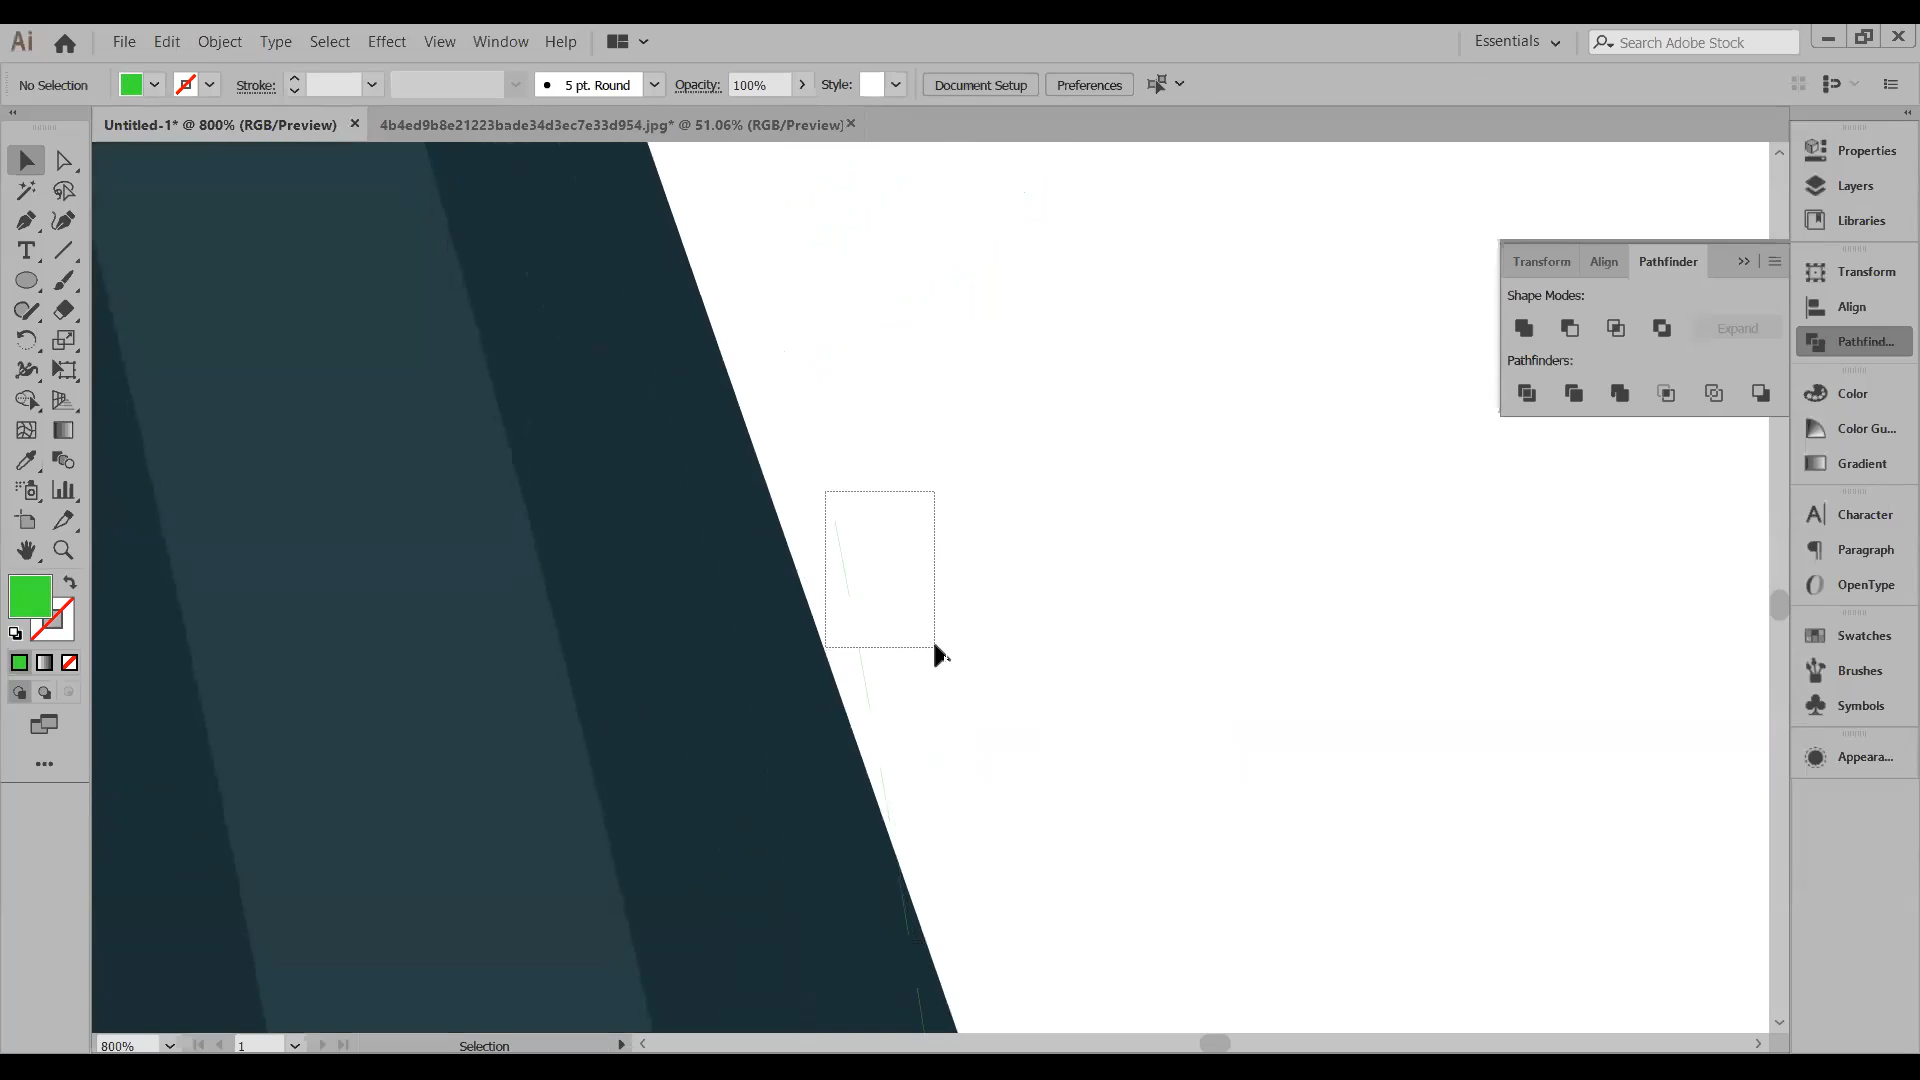 Ai File Edit Object Type Select Effect View Window Help Essentials Search Adobe Stock
No Selection Stroke: 5 pt. Round Opacity: 100% Style: Document Setup Preferences
Untitled-1* @ 800% (RGB/Preview) 4b4ed9b8e21223bade34d3ec7e33d954.jpg* @ 51.06% (RGB/Preview)
Properties
Layers
Libraries
Transform Align Pathfinder
Shape Modes:
Expand
Pathfinders:
Transform
Align
Pathfind...
Color
Color Gu...
Gradient
Character
Paragraph
OpenType
Swatches
Brushes
Symbols
Appeara...
800% 1 Selection